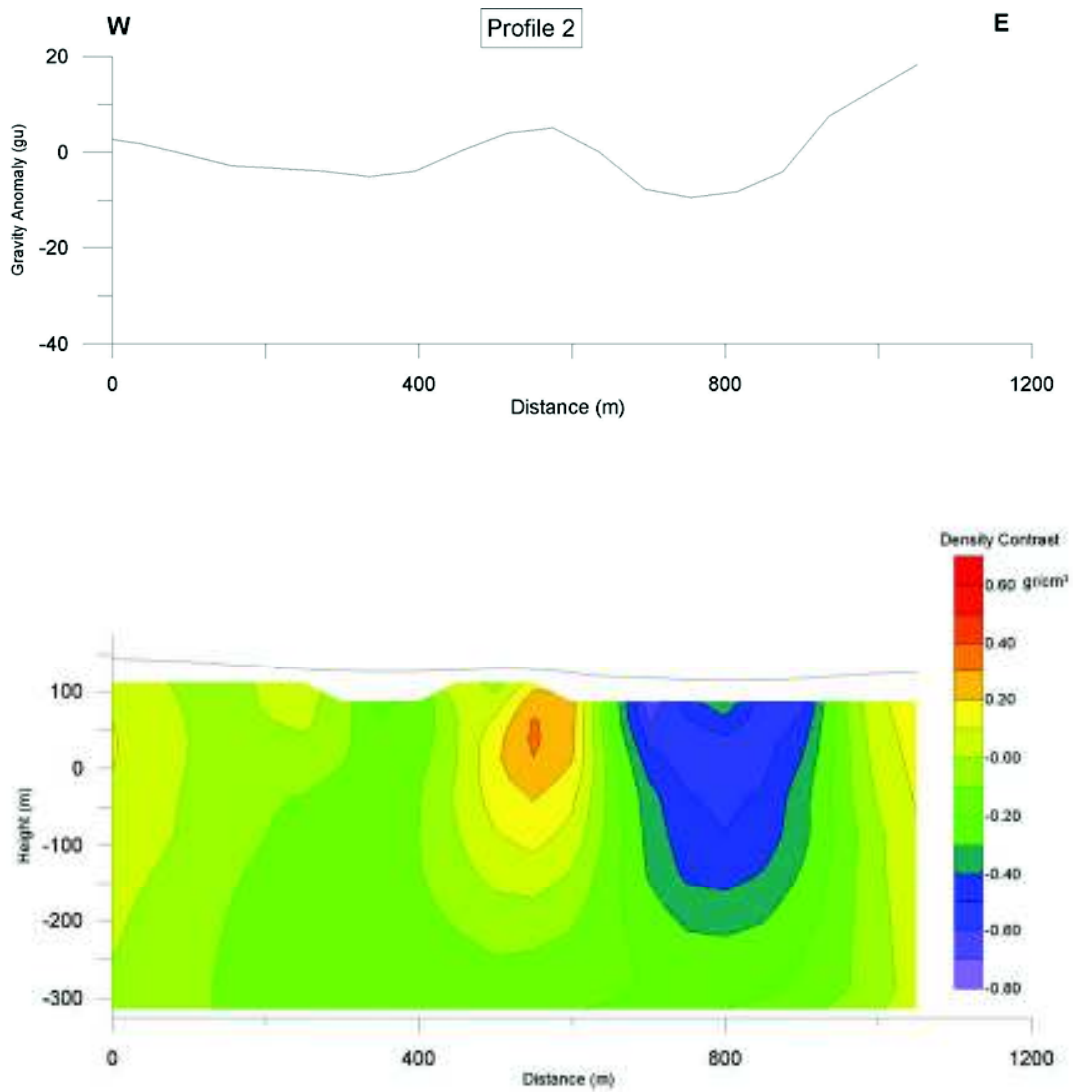 W
Profile 2
E
20
0
-20
-40
Gravity Anomaly (gu)
0
400
800
1200
Distance (m)
Density Contrast
0.60 gr/cm³
0.40
0.20
-0.00
-0.20
-0.40
-0.60
-0.80
100
0
-100
-200
-300
Height (m)
0
400
800
1200
Distance (m)